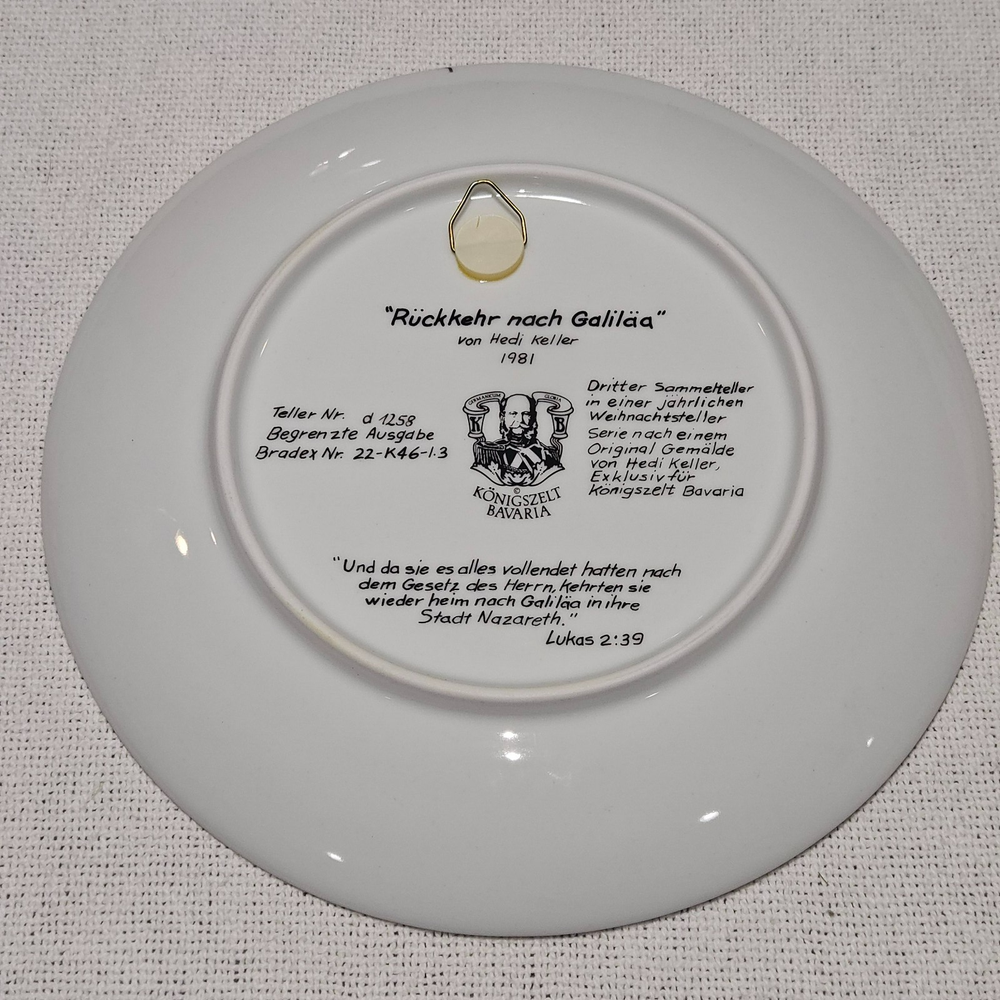 "Rückkehr nach Galiläa"
von Hedi Keller
1981
Teller Nr. d 1258
Begrenzte Ausgabe
Bradex Nr. 22-K46-1.3
GERMANICUM GLORIA
K B
©
KÖNIGSZELT
BAVARIA
Dritter Sammelteller
in einer jährlichen
Weihnachtsteller
Serie nach einem
Original Gemälde
von Hedi Keller,
Exklusiv für
Königszelt Bavaria
"Und da sie es alles vollendet hatten nach
dem Gesetz des Herrn, kehrten sie
wieder heim nach Galiläa in ihre
Stadt Nazareth."
Lukas 2:39